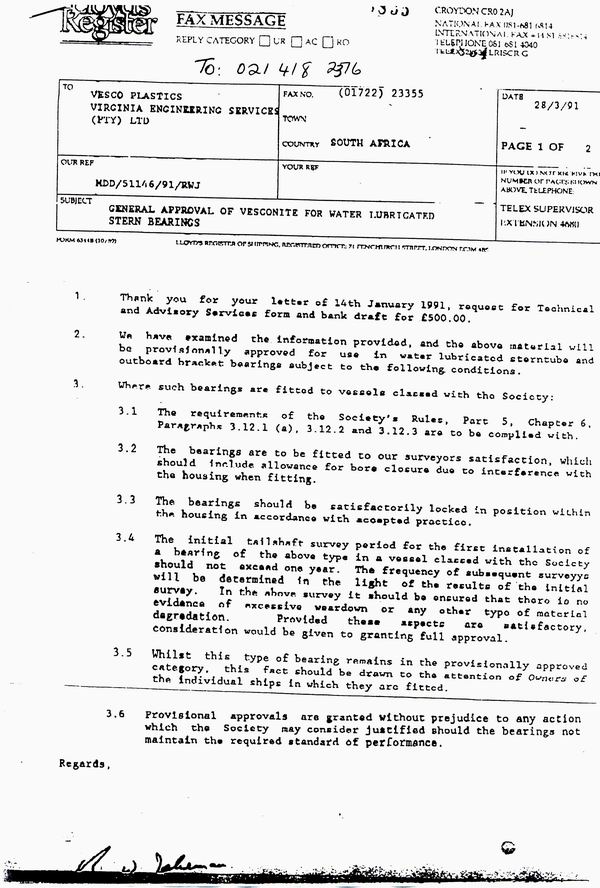 Lloyd's
Register
FAX MESSAGE
REPLY CATEGORY UR AC RO
CROYDON CR0 2AJ
NATIONAL FAX 081-681 6814
INTERNATIONAL FAX
TELEPHONE 081 681 4040
TELEX LRISCR G
To: 021 418 2376
TO
VESCO PLASTICS
VIRGINIA ENGINEERING SERVICES
(PTY) LTD
FAX NO. (01722) 23355
TOWN
COUNTRY SOUTH AFRICA
DATE
28/3/91
PAGE 1 OF 2
OUR REF
MDD/51146/91/RWJ
YOUR REF
IF YOU DO NOT RECEIVE THE
NUMBER OF PAGES SHOWN
ABOVE, TELEPHONE
SUBJECT
GENERAL APPROVAL OF VESCONITE FOR WATER LUBRICATED
STERN BEARINGS
TELEX SUPERVISOR
EXTENSION 4680
FORM 6341B (10/89)
LLOYD'S REGISTER OF SHIPPING, REGISTERED OFFICE: 71 FENCHURCH STREET, LONDON EC3M 4BS
1. Thank you for your letter of 14th January 1991, request for Technical
and Advisory Services form and bank draft for £500.00.
2. We have examined the information provided, and the above material will
be provisionally approved for use in water lubricated sterntube and
outboard bracket bearings subject to the following conditions.
3. Where such bearings are fitted to vessels classed with the Society:
3.1 The requirements of the Society's Rules, Part 5, Chapter 6,
Paragraphs 3.12.1 (a), 3.12.2 and 3.12.3 are to be complied with.
3.2 The bearings are to be fitted to our surveyors satisfaction, which
should include allowance for bore closure due to interference with
the housing when fitting.
3.3 The bearings should be satisfactorily locked in position within
the housing in accordance with accepted practice.
3.4 The initial tailshaft survey period for the first installation of
a bearing of the above type in a vessel classed with the Society
should not exceed one year. The frequency of subsequent surveyys
will be determined in the light of the results of the initial
survey. In the above survey it should be ensured that there is no
evidence of excessive weardown or any other type of material
degradation. Provided these aspects are satisfactory,
consideration would be given to granting full approval.
3.5 Whilst this type of bearing remains in the provisionally approved
category, this fact should be drawn to the attention of Owners of
the individual ships in which they are fitted.
3.6 Provisional approvals are granted without prejudice to any action
which the Society may consider justified should the bearings not
maintain the required standard of performance.
Regards,